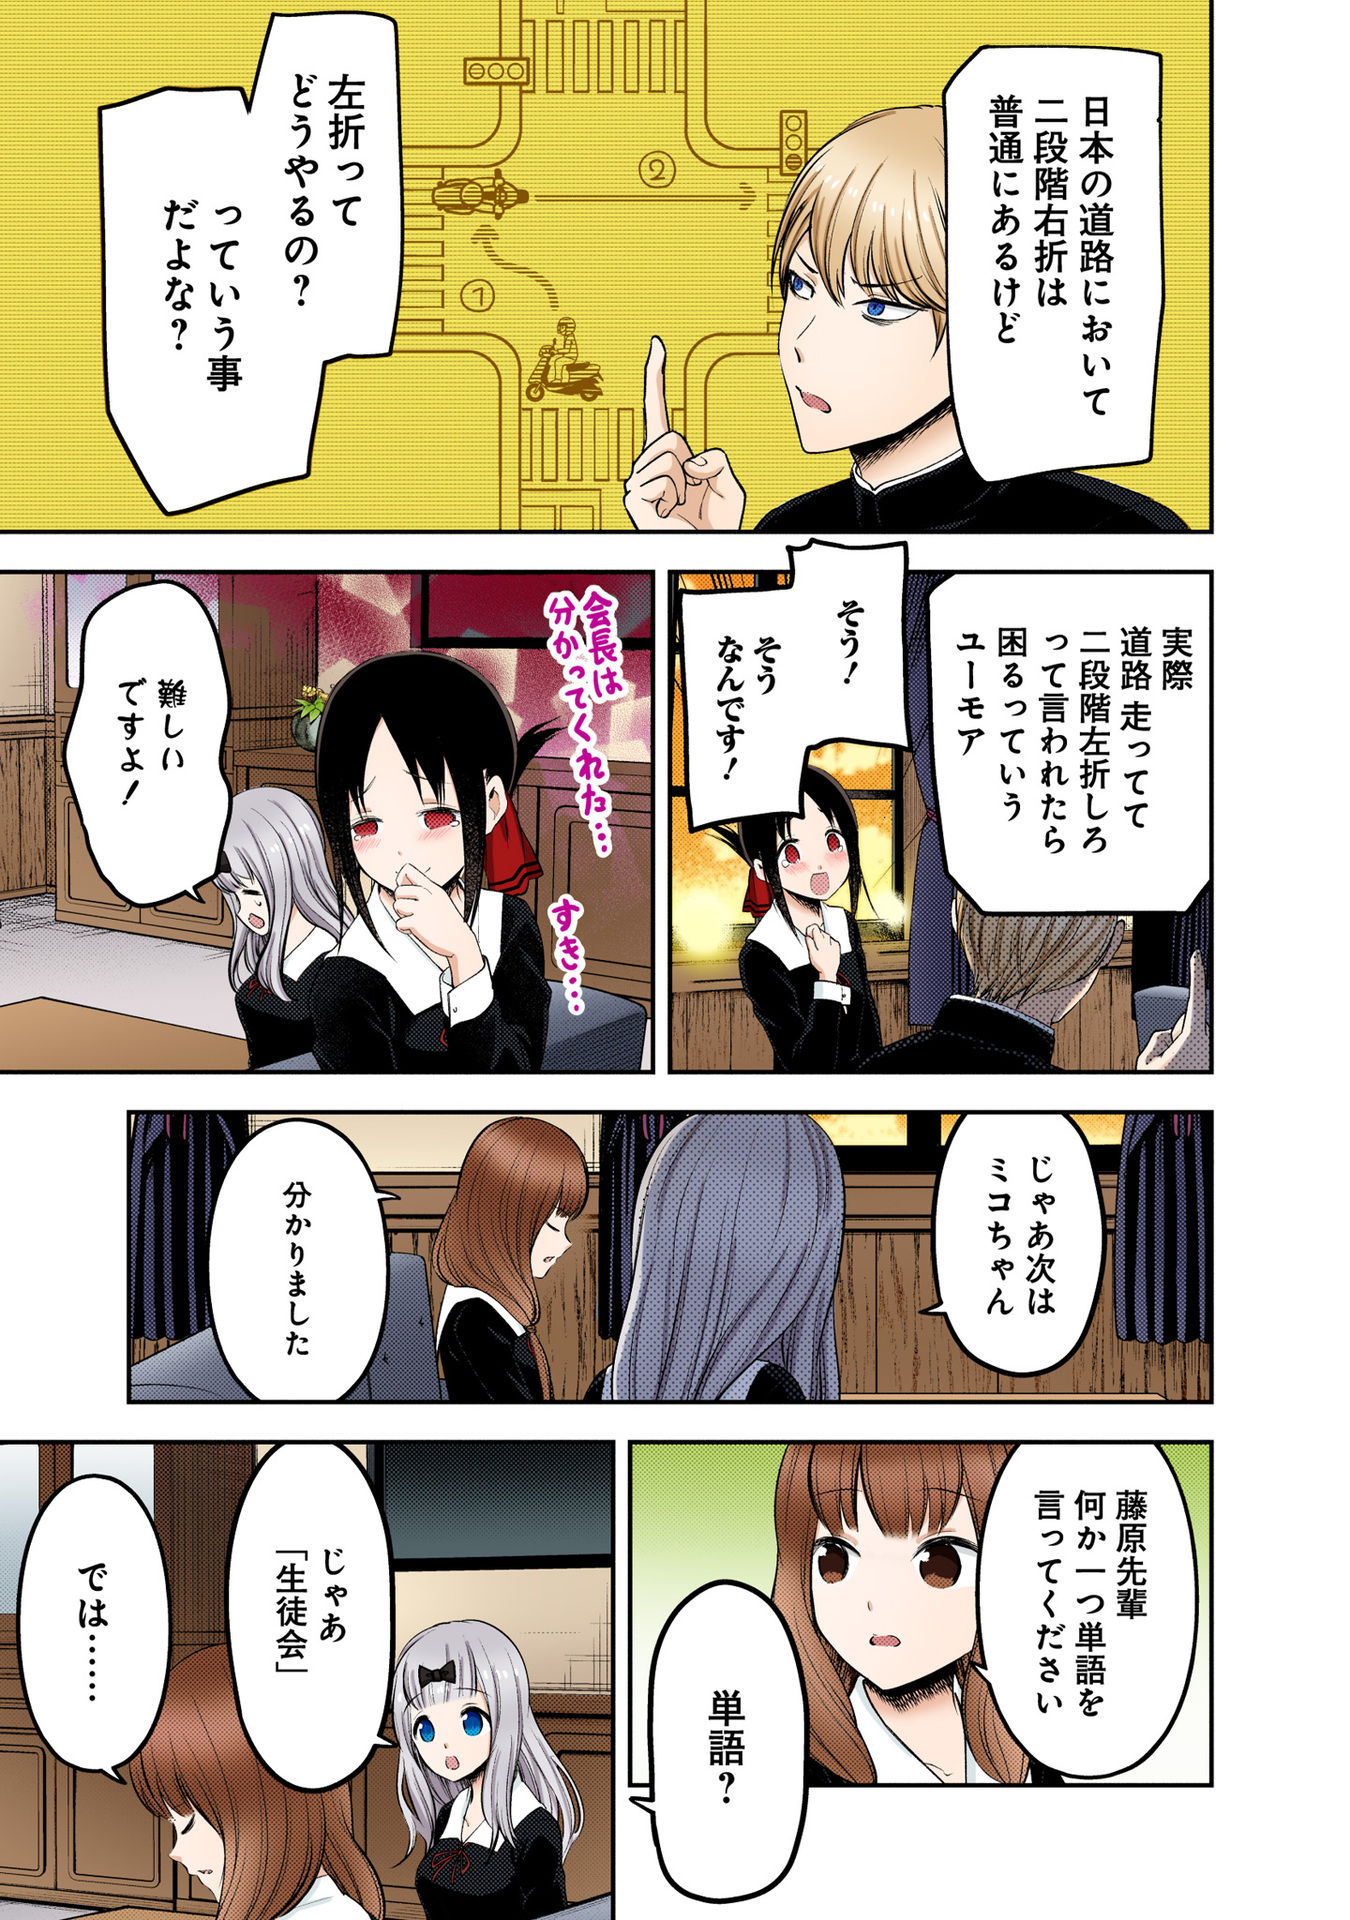 日本の道路において
二段階右折は
普通にあるけど
左折って
どうやるの?
っていう事
だよな?
②
①
実際
道路走ってて
二段階左折しろ
って言われたら
困るっていう
ユーモア
そう!
そう
なんです!
会長は
分かってくれた…
すき…
難しい
ですよ!
じゃあ次は
ミコちゃん
分かりました
藤原先輩
何か一つ単語を
言ってください
単語?
じゃあ
「生徒会」
では……